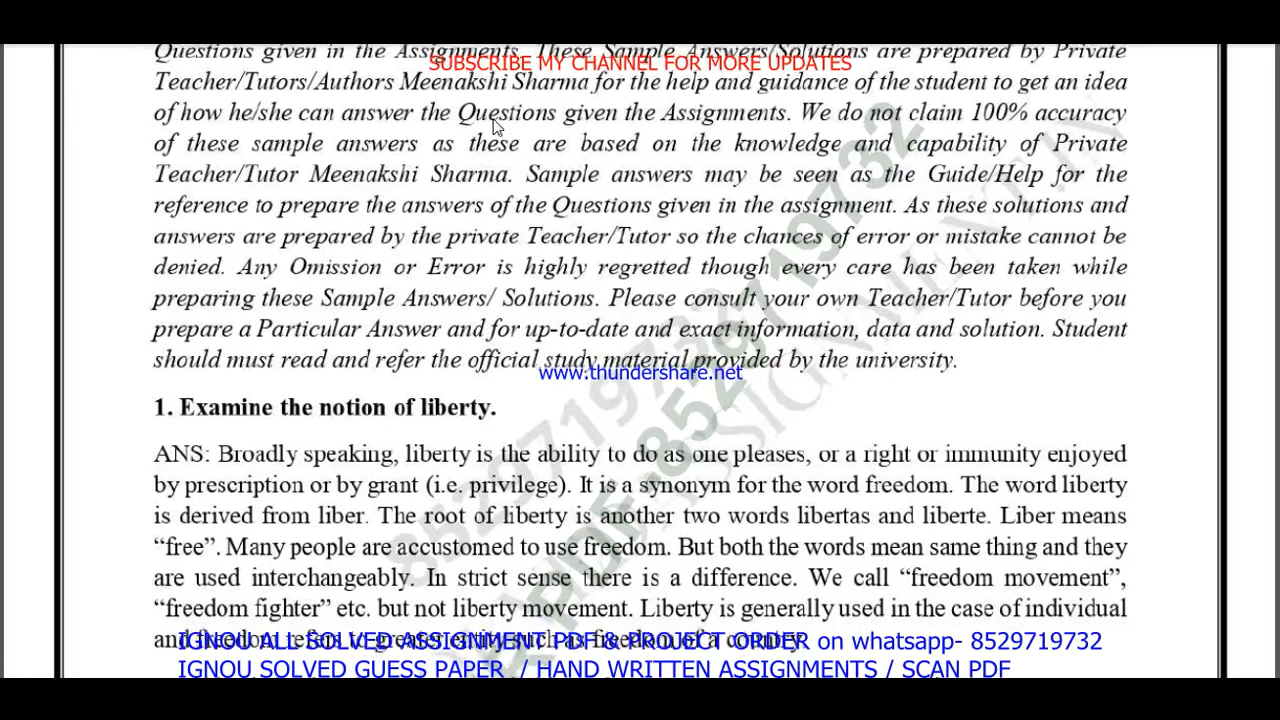 Questions given in the Assignments. These Sample Answers/Solutions are prepared by Private
SUBSCRIBE MY CHANNEL FOR MORE UPDATES
Teacher/Tutors/Authors Meenakshi Sharma for the help and guidance of the student to get an idea
of how he/she can answer the Questions given the Assignments. We do not claim 100% accuracy
of these sample answers as these are based on the knowledge and capability of Private
Teacher/Tutor Meenakshi Sharma. Sample answers may be seen as the Guide/Help for the
reference to prepare the answers of the Questions given in the assignment. As these solutions and
answers are prepared by the private Teacher/Tutor so the chances of error or mistake cannot be
denied. Any Omission or Error is highly regretted though every care has been taken while
preparing these Sample Answers/ Solutions. Please consult your own Teacher/Tutor before you
prepare a Particular Answer and for up-to-date and exact information, data and solution. Student
should must read and refer the official study material provided by the university.
www.thundershare.net
1. Examine the notion of liberty.
ANS: Broadly speaking, liberty is the ability to do as one pleases, or a right or immunity enjoyed
by prescription or by grant (i.e. privilege). It is a synonym for the word freedom. The word liberty
is derived from liber. The root of liberty is another two words libertas and liberte. Liber means
“free”. Many people are accustomed to use freedom. But both the words mean same thing and they
are used interchangeably. In strict sense there is a difference. We call “freedom movement”,
“freedom fighter” etc. but not liberty movement. Liberty is generally used in the case of individual
and freedom refers to greater entity such as freedom of a country.
IGNOU ALL SOLVED ASSIGNMENT PDF & PROJECT ORDER on whatsapp- 8529719732
IGNOU SOLVED GUESS PAPER / HAND WRITTEN ASSIGNMENTS / SCAN PDF
PDF -8529719732
8529719732